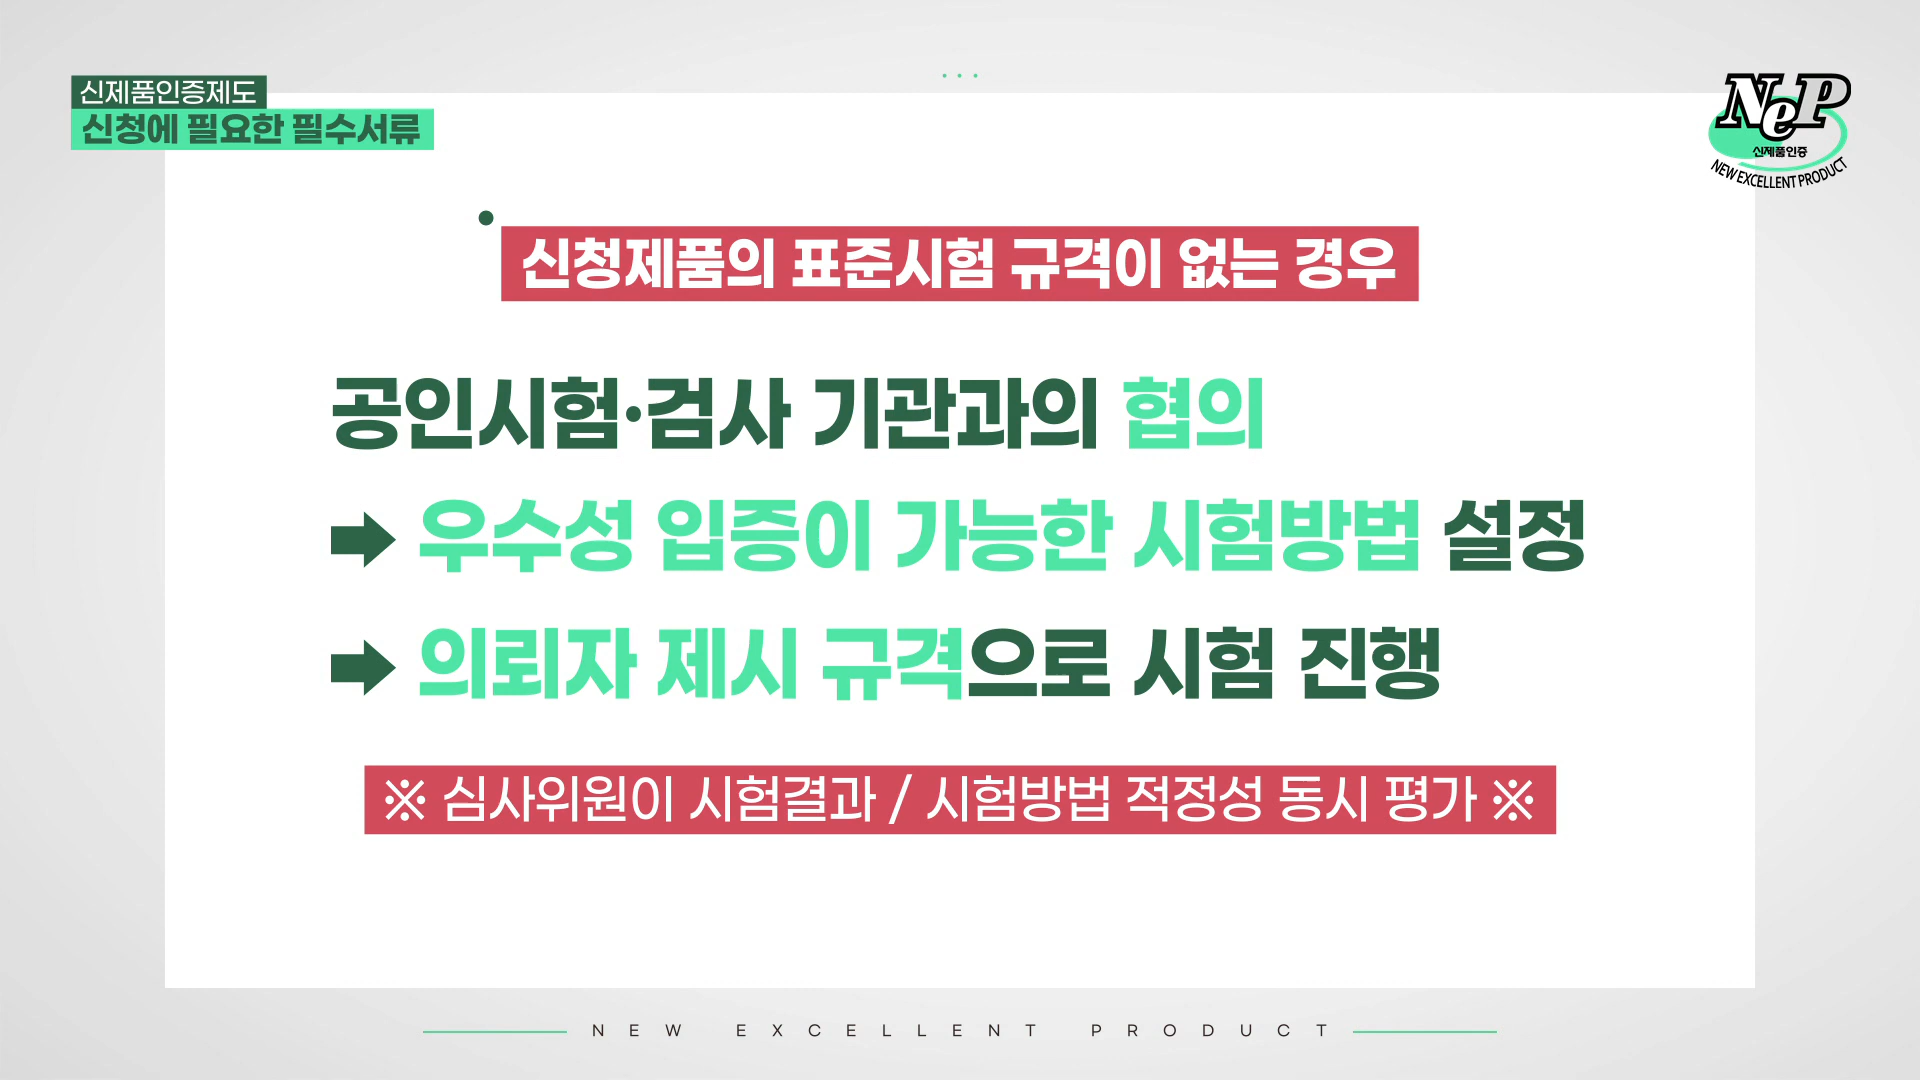 신제품인증제도
신청에 필요한 필수서류
NeP
신제품인증
NEW EXCELLENT PRODUCT
신청제품의 표준시험 규격이 없는 경우
공인시험·검사 기관과의 협의
➡ 우수성 입증이 가능한 시험방법 설정
➡ 의뢰자 제시 규격으로 시험 진행
※ 심사위원이 시험결과 / 시험방법 적정성 동시 평가 ※
NEW EXCELLENT PRODUCT